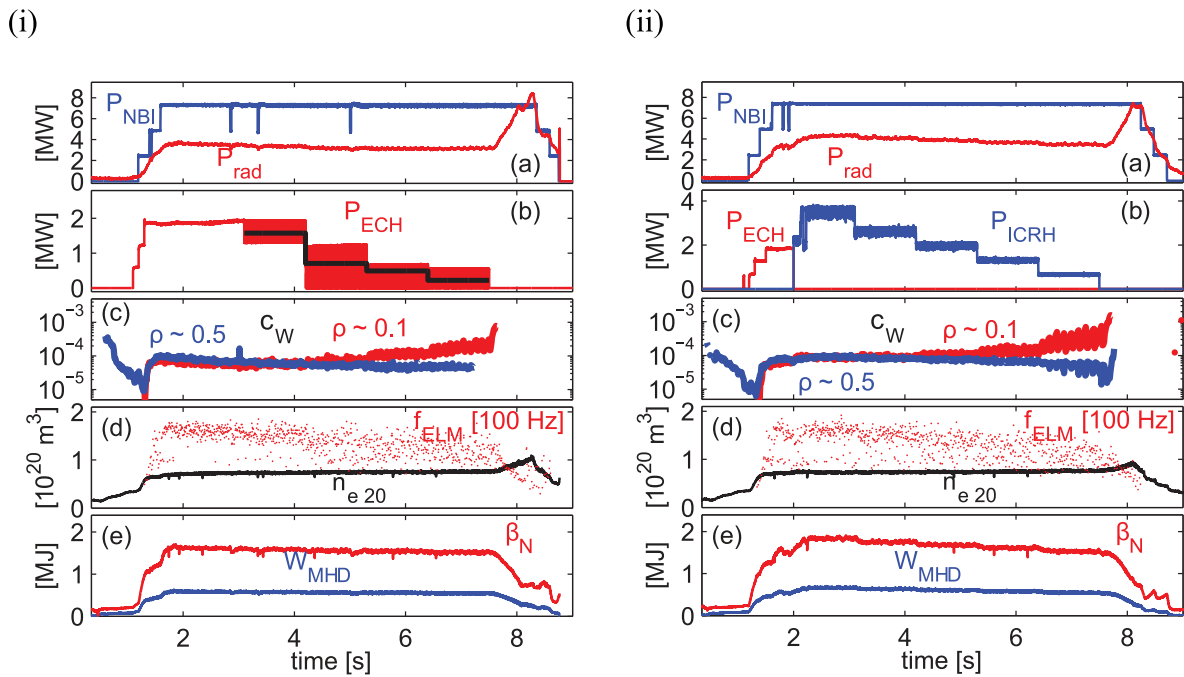 (i)
(ii)
8
6
4
2
0
[MW]
P_NBI
P_rad
(a)
8
6
4
2
0
[MW]
P_NBI
P_rad
(a)
2
1
0
[MW]
P_ECH
(b)
4
2
0
[MW]
P_ECH
P_ICRH
(b)
10^-3
10^-4
10^-5
(c)
ρ ~ 0.5
c_W
ρ ~ 0.1
10^-3
10^-4
10^-5
(c)
ρ ~ 0.5
c_W
ρ ~ 0.1
2
1
0
[10^20 m^3)
(d)
f_ELM [100 Hz]
n_e 20
2
1
0
[10^20 m^3)
(d)
f_ELM [100 Hz]
n_e 20
2
1
0
[MJ]
(e)
β_N
W_MHD
2
1
0
[MJ]
(e)
β_N
W_MHD
2 4 6 8
time [s]
2 4 6 8
time [s]